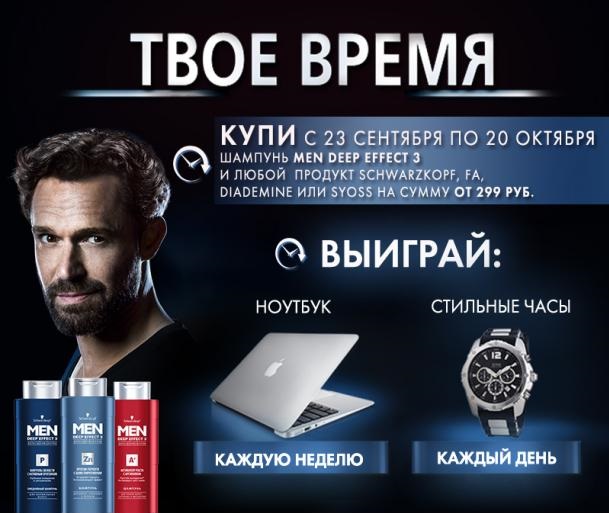 ТВОЕ ВРЕМЯ
КУПИ С 23 СЕНТЯБРЯ ПО 20 ОКТЯБРЯ
ШАМПУНЬ MEN DEEP EFFECT 3
И ЛЮБОЙ ПРОДУКТ SCHWARZKOPF, FA,
DIADEMINE ИЛИ SYOSS НА СУММУ ОТ 299 РУБ.
ВЫИГРАЙ:
НОУТБУК
СТИЛЬНЫЕ ЧАСЫ
КАЖДУЮ НЕДЕЛЮ
КАЖДЫЙ ДЕНЬ
MEN
DEEP EFFECT 3
P
MEN
DEEP EFFECT 3
Zn
MEN
DEEP EFFECT 3
A+